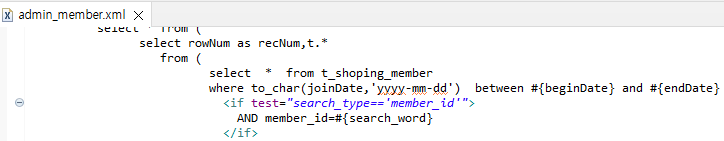 admin_member.xml
select * from (
select rowNum as recNum,t.*
from (
select * from t_shoping_member
where to_char(joinDate,'yyyy-mm-dd') between #{beginDate} and #{endDate}
<if test="search_type=='member_id'">
AND member_id=#{search_word}
</if>